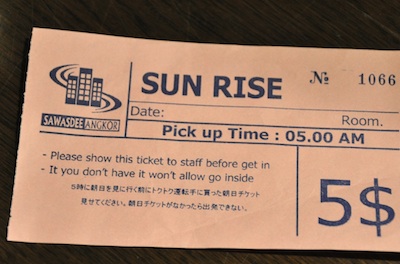 SUN RISE
№ 1066
SAWASDEE ANGKOR
Date:
Room.
Pick up Time : 05.00 AM
- Please show this ticket to staff before get in
- It you don't have it won't allow go inside
5時に朝日を見に行く前にトクトク運転手に買った朝日チケット
見せてください。朝日チケットがなかったら出発できない。
5$